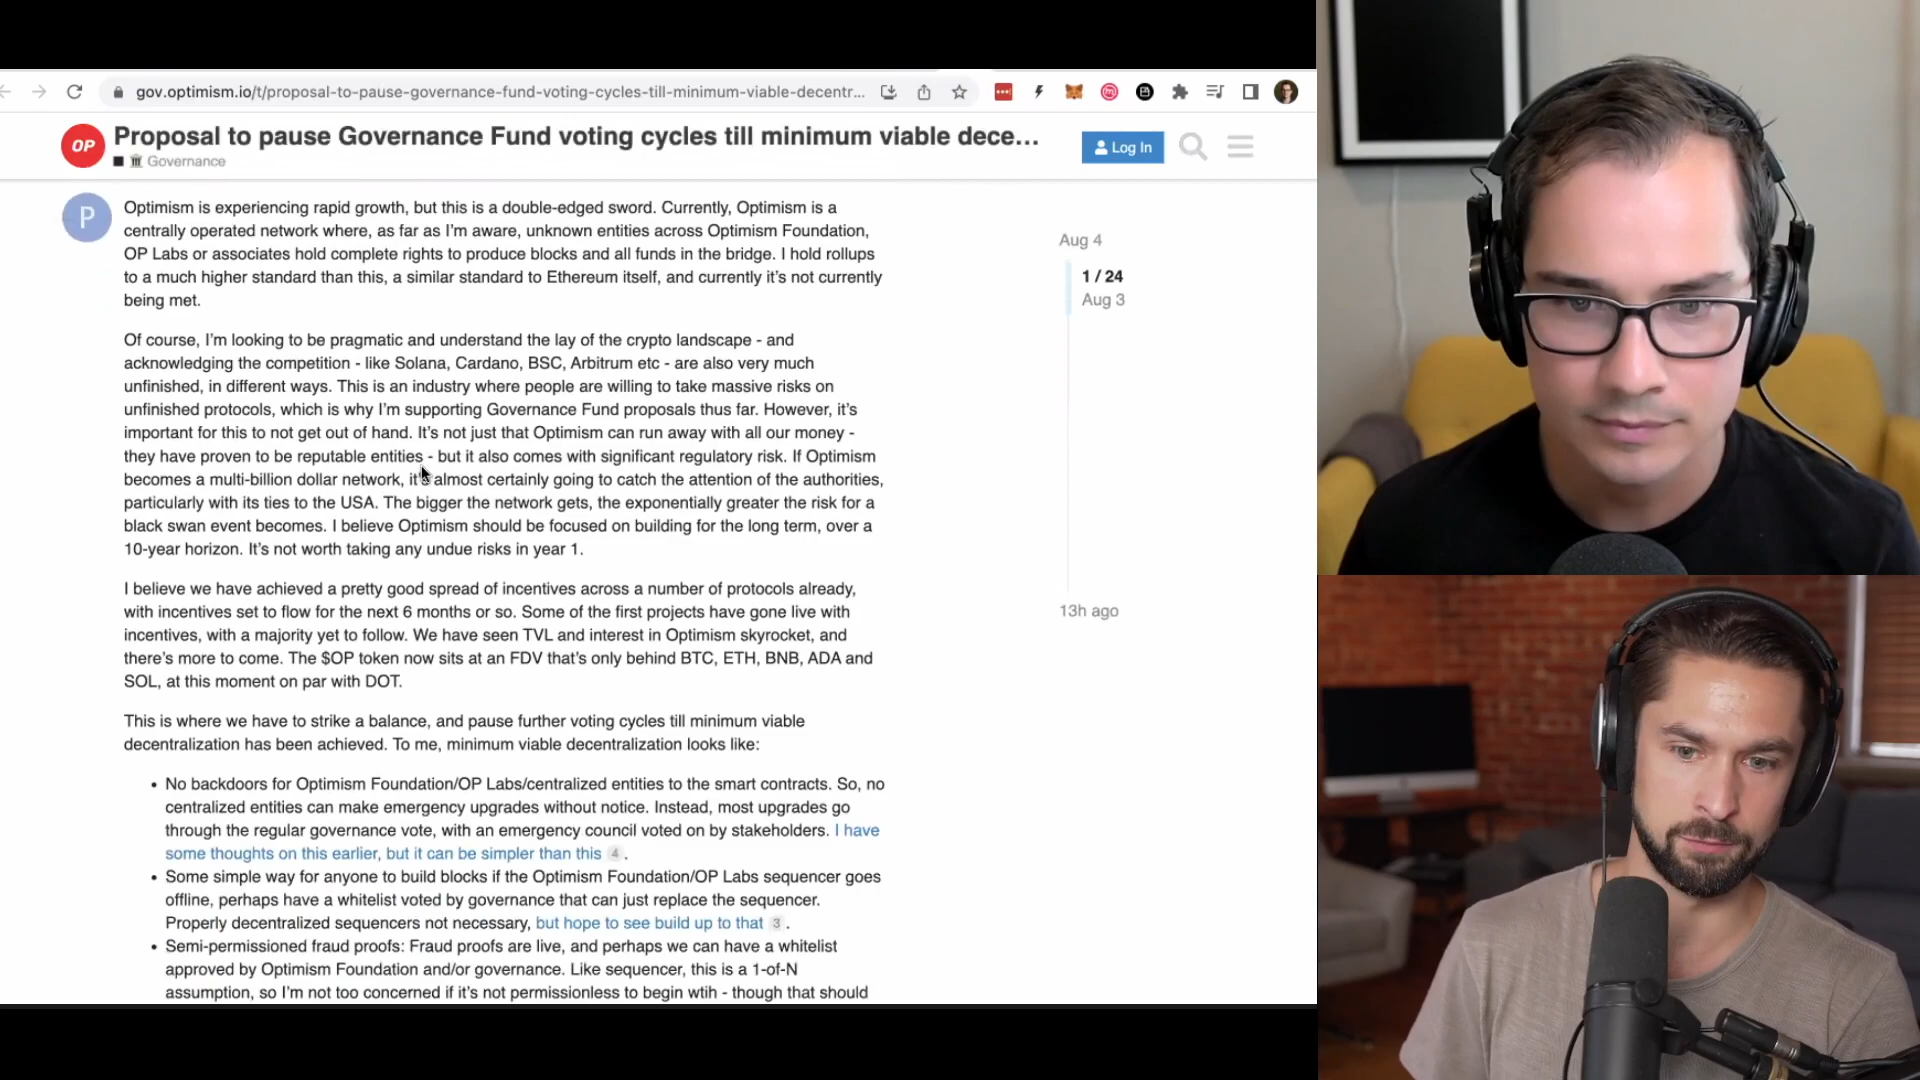 gov.optimism.io/t/proposal-to-pause-governance-fund-voting-cycles-till-minimum-viable-decentr...
OP
Proposal to pause Governance Fund voting cycles till minimum viable dece...
Governance
Log In
P
Optimism is experiencing rapid growth, but this is a double-edged sword. Currently, Optimism is a
centrally operated network where, as far as I'm aware, unknown entities across Optimism Foundation,
OP Labs or associates hold complete rights to produce blocks and all funds in the bridge. I hold rollups
to a much higher standard than this, a similar standard to Ethereum itself, and currently it's not currently
being met.
Of course, I'm looking to be pragmatic and understand the lay of the crypto landscape - and
acknowledging the competition - like Solana, Cardano, BSC, Arbitrum etc - are also very much
unfinished, in different ways. This is an industry where people are willing to take massive risks on
unfinished protocols, which is why I'm supporting Governance Fund proposals thus far. However, it's
important for this to not get out of hand. It's not just that Optimism can run away with all our money -
they have proven to be reputable entities - but it also comes with significant regulatory risk. If Optimism
becomes a multi-billion dollar network, it's almost certainly going to catch the attention of the authorities,
particularly with its ties to the USA. The bigger the network gets, the exponentially greater the risk for a
black swan event becomes. I believe Optimism should be focused on building for the long term, over a
10-year horizon. It's not worth taking any undue risks in year 1.
I believe we have achieved a pretty good spread of incentives across a number of protocols already,
with incentives set to flow for the next 6 months or so. Some of the first projects have gone live with
incentives, with a majority yet to follow. We have seen TVL and interest in Optimism skyrocket, and
there's more to come. The $OP token now sits at an FDV that's only behind BTC, ETH, BNB, ADA and
SOL, at this moment on par with DOT.
This is where we have to strike a balance, and pause further voting cycles till minimum viable
decentralization has been achieved. To me, minimum viable decentralization looks like:
• No backdoors for Optimism Foundation/OP Labs/centralized entities to the smart contracts. So, no
centralized entities can make emergency upgrades without notice. Instead, most upgrades go
through the regular governance vote, with an emergency council voted on by stakeholders. I have
some thoughts on this earlier, but it can be simpler than this 4 .
• Some simple way for anyone to build blocks if the Optimism Foundation/OP Labs sequencer goes
offline, perhaps have a whitelist voted by governance that can just replace the sequencer.
Properly decentralized sequencers not necessary, but hope to see build up to that 3 .
• Semi-permissioned fraud proofs: Fraud proofs are live, and perhaps we can have a whitelist
approved by Optimism Foundation and/or governance. Like sequencer, this is a 1-of-N
assumption, so I'm not too concerned if it's not permissionless to begin wtih - though that should
Aug 4
1 / 24
Aug 3
13h ago